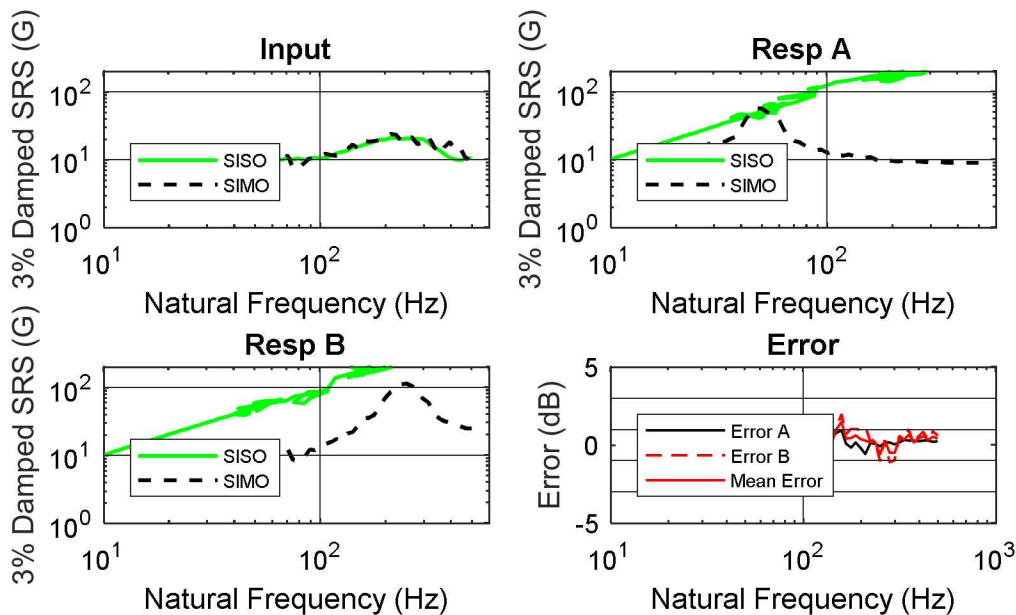 Input
3% Damped SRS (G)
10^2
10^1
10^0
SISO
SIMO
10^1
10^2
Natural Frequency (Hz)
Resp A
3% Damped SRS (G)
10^2
10^1
10^0
SISO
SIMO
10^1
10^2
Natural Frequency (Hz)
Resp B
3% Damped SRS (G)
10^2
10^1
10^0
SISO
SIMO
10^1
10^2
Natural Frequency (Hz)
Error
Error (dB)
5
0
-5
Error A
Error B
Mean Error
10^1
10^2
10^3
Natural Frequency (Hz)